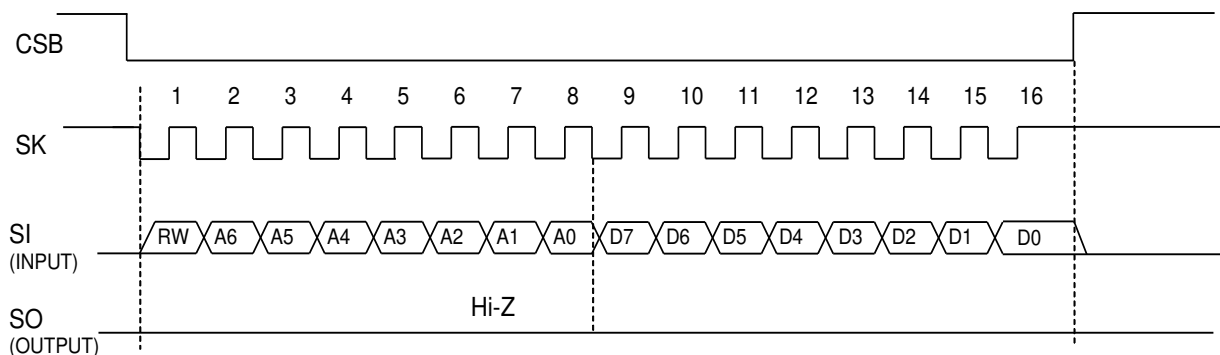 CSB
1 2 3 4 5 6 7 8 9 10 11 12 13 14 15 16
SK
SI
(INPUT)
RW A6 A5 A4 A3 A2 A1 A0 D7 D6 D5 D4 D3 D2 D1 D0
Hi-Z
SO
(OUTPUT)